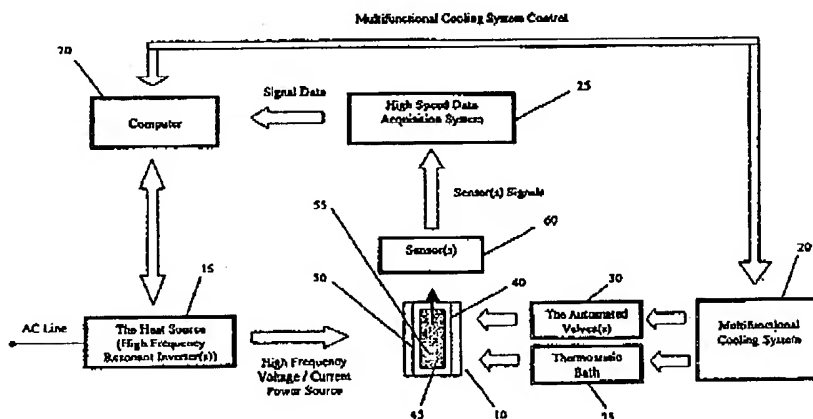 Multifunctional Cooling System Control
70
25
Signal Data
High Speed Data
Acquisition System
Computer
Sensor(s) Signals
55
60
50
Sensor(s)
20
15
40
30
AC Line
The Heat Source
(High Frequency
Resonant Inverter(s))
The Automated
Valves(s)
Multifunctional
Cooling System
High Frequency
Voltage / Current
Power Source
Thermostatic
Bath
45
10